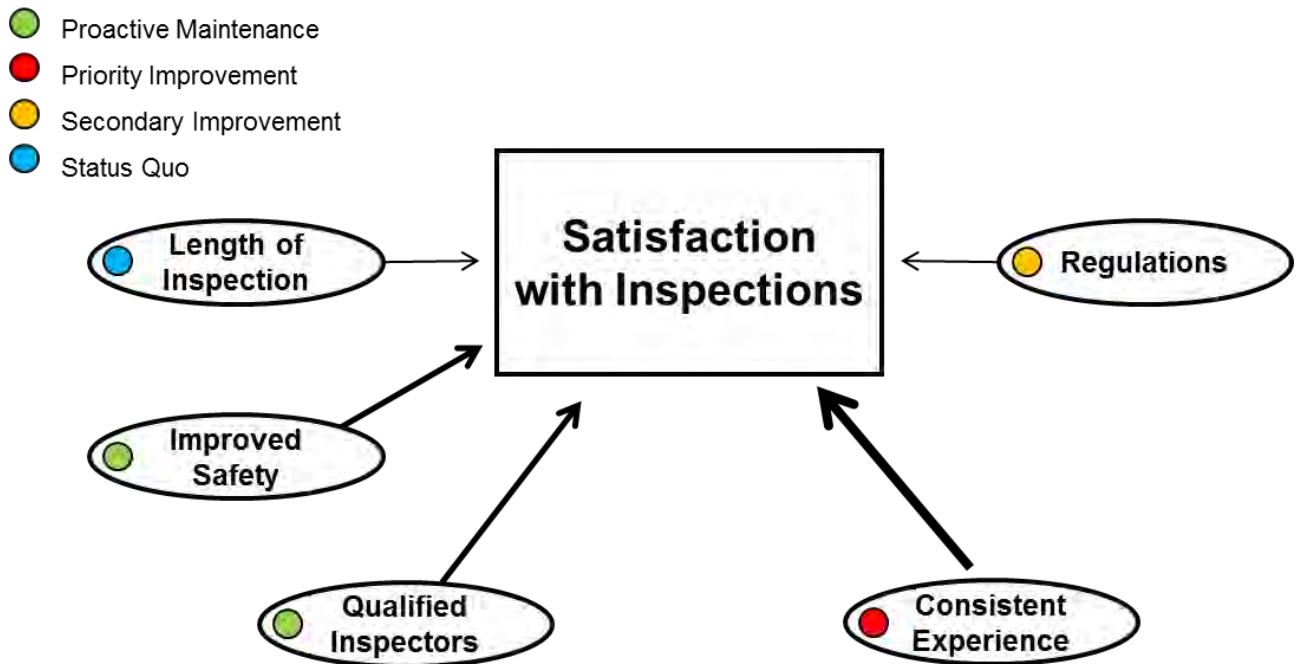 Proactive Maintenance
Priority Improvement
Secondary Improvement
Status Quo
Satisfaction
with Inspections
Length of
Inspection
Regulations
Improved
Safety
Qualified
Inspectors
Consistent
Experience